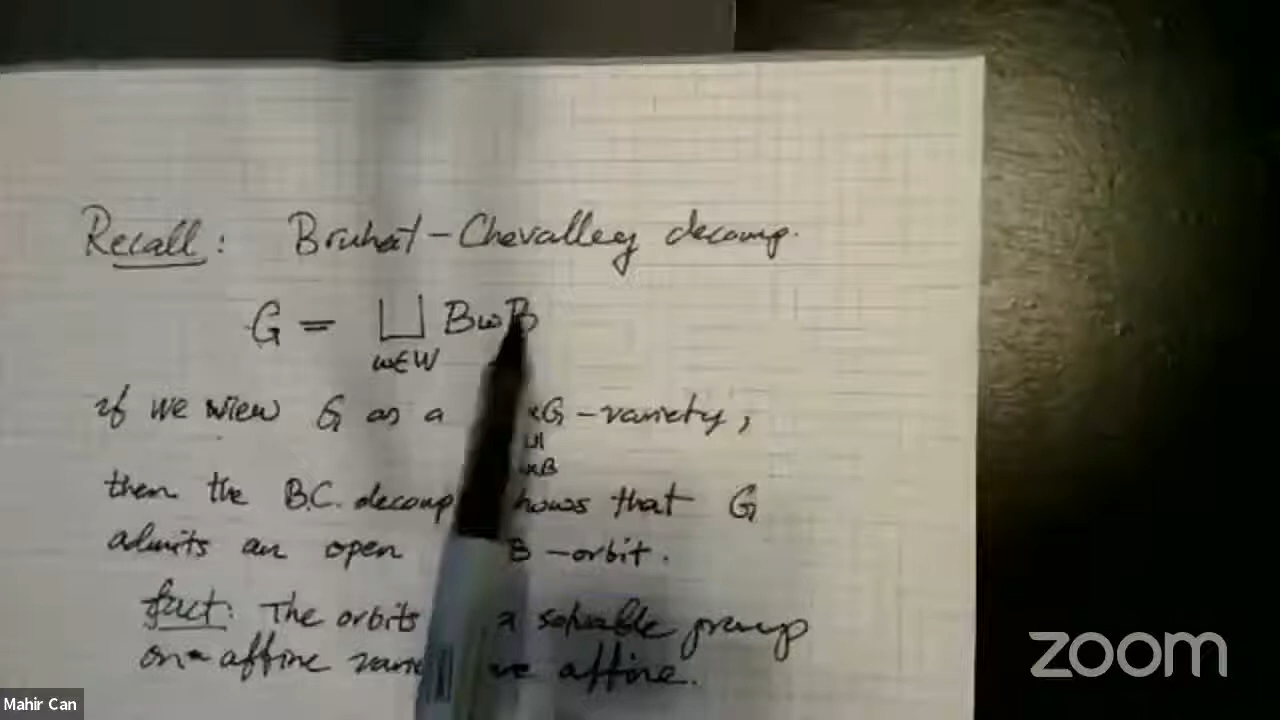 Recall: Bruhat-Chevalley decomp.
G = ⊔ BwB
w∈W
if we view G as a ×G-variety,
∪|
×B
then the B.C. decomp hows that G
admits an open B-orbit.
fact: The orbits a solvable group
on affine affine.
zoom
Mahir Can